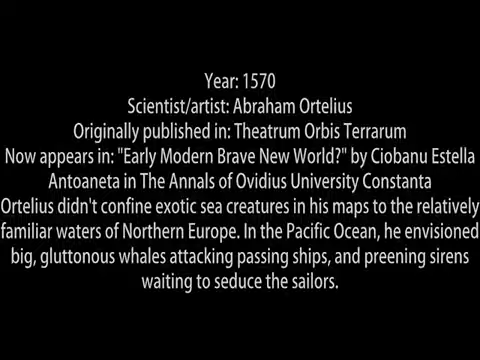 Year: 1570
Scientist/artist: Abraham Ortelius
Originally published in: Theatrum Orbis Terrarum
Now appears in: "Early Modern Brave New World?" by Ciobanu Estella
Antoaneta in The Annals of Ovidius University Constanta
Ortelius didn't confine exotic sea creatures in his maps to the relatively
familiar waters of Northern Europe. In the Pacific Ocean, he envisioned
big, gluttonous whales attacking passing ships, and preening sirens
waiting to seduce the sailors.